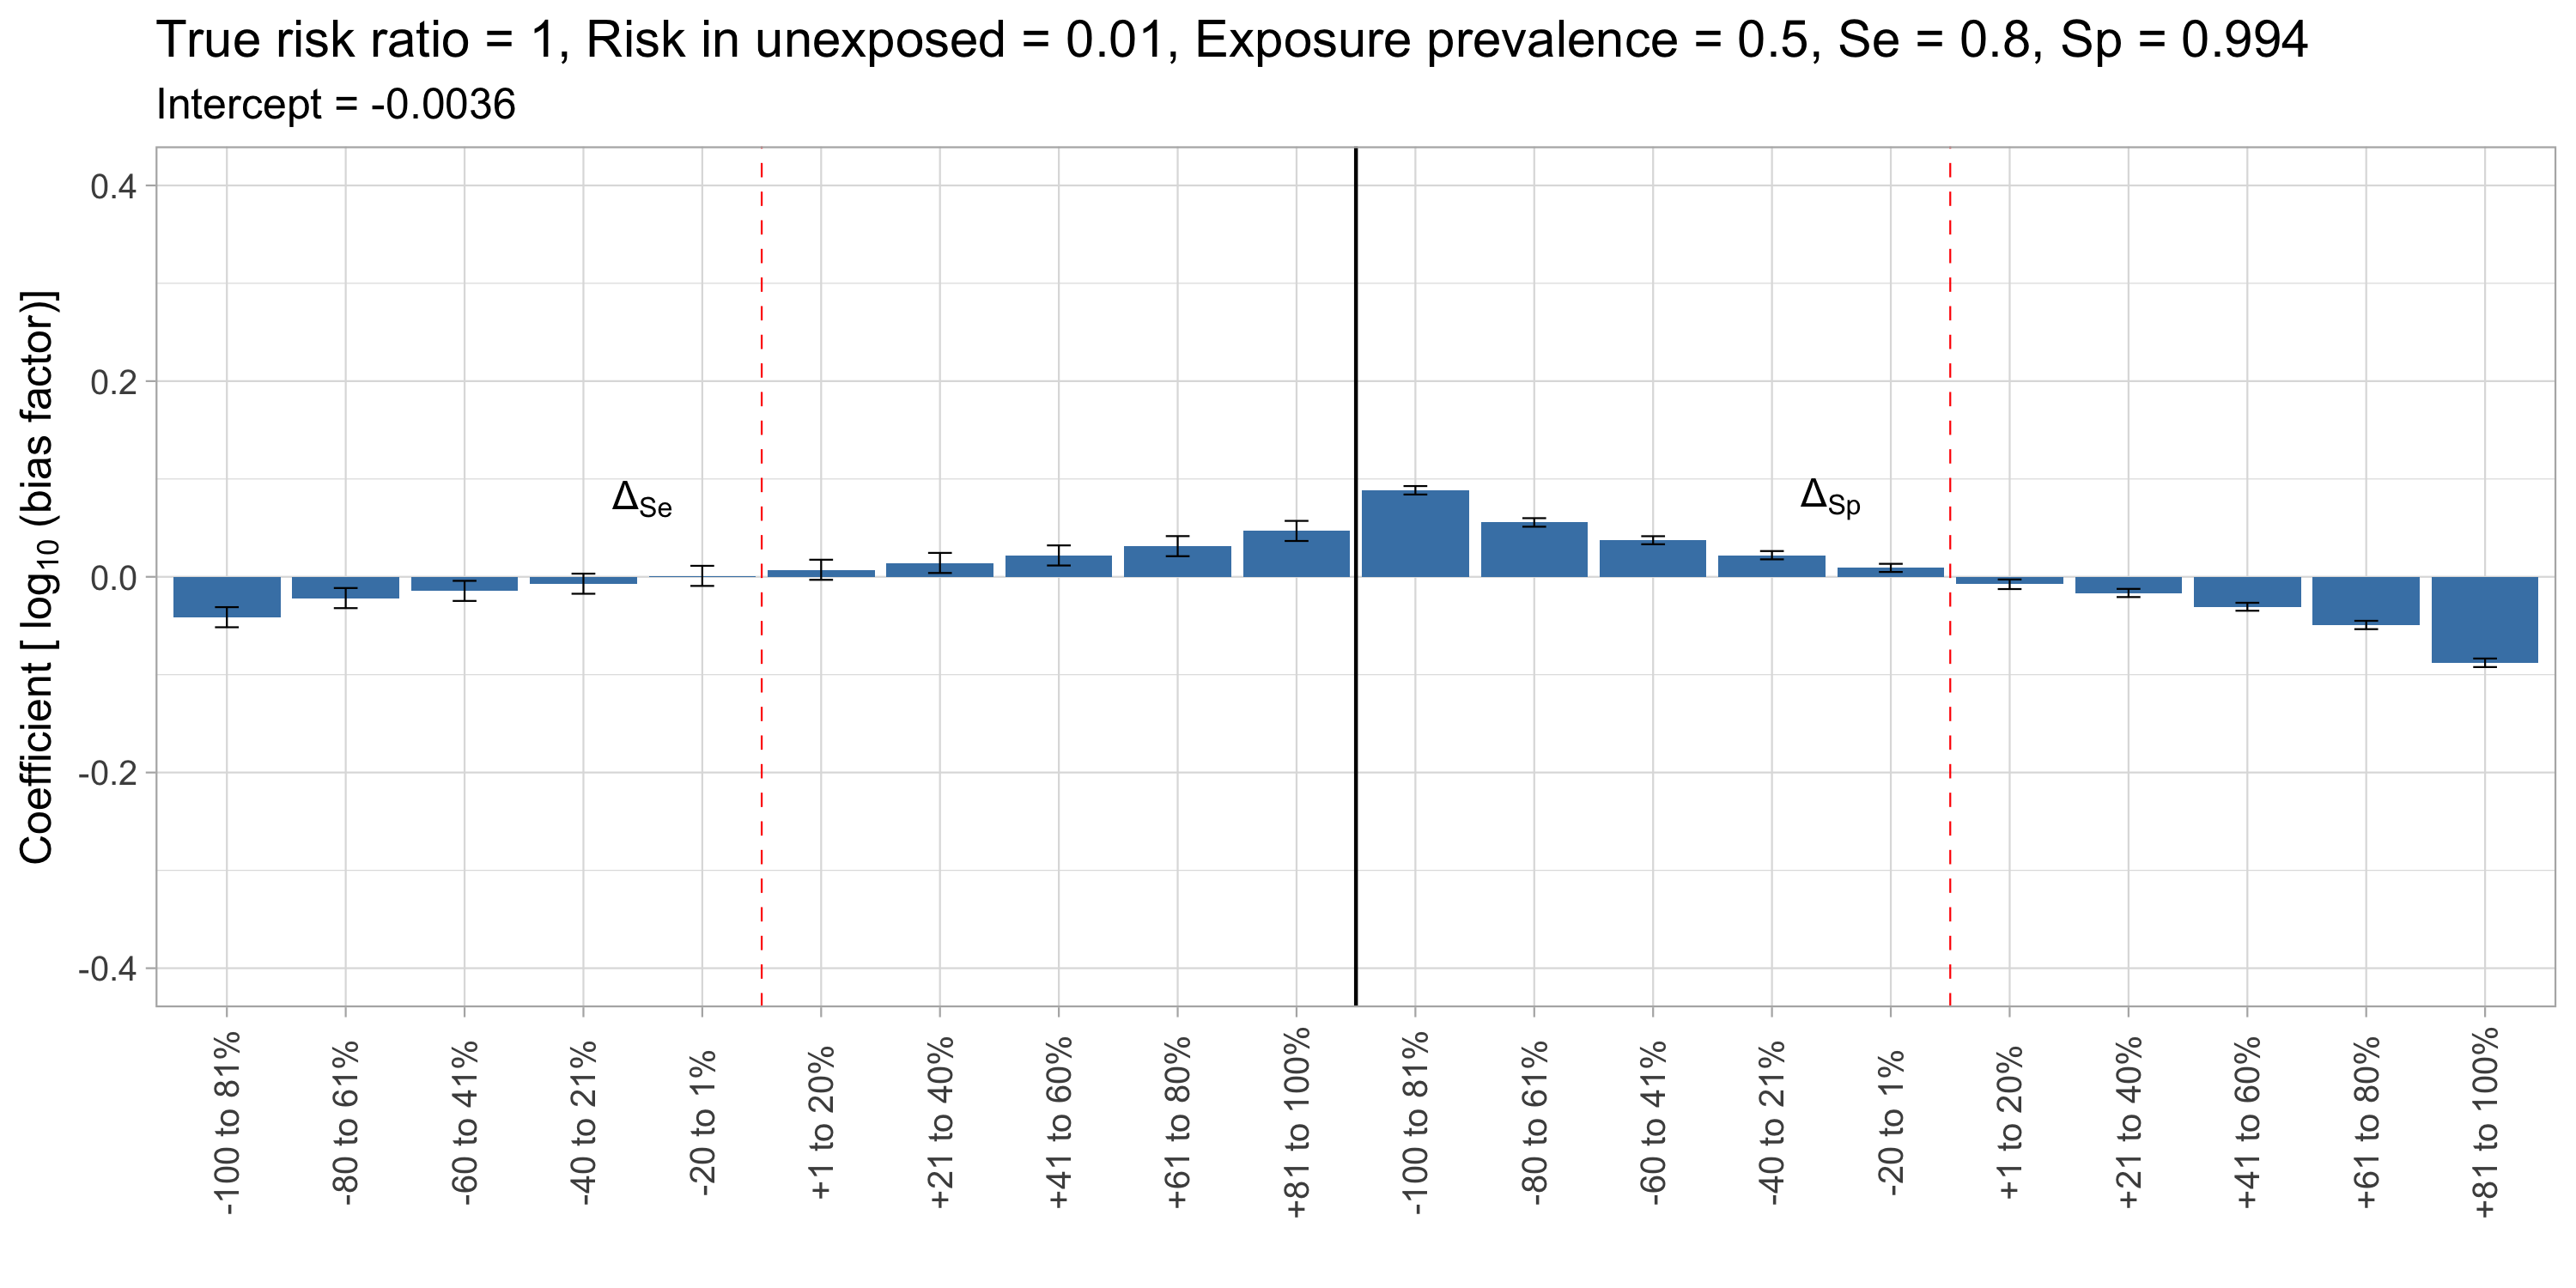 True risk ratio = 1, Risk in unexposed = 0.01, Exposure prevalence = 0.5, Se = 0.8, Sp = 0.994
Intercept = -0.0036
Coefficient [ log10 (bias factor)]
0.4
0.2
0.0
-0.2
-0.4
ΔSe
ΔSp
-100 to 81%
-80 to 61%
-60 to 41%
-40 to 21%
-20 to 1%
+1 to 20%
+21 to 40%
+41 to 60%
+61 to 80%
+81 to 100%
-100 to 81%
-80 to 61%
-60 to 41%
-40 to 21%
-20 to 1%
+1 to 20%
+21 to 40%
+41 to 60%
+61 to 80%
+81 to 100%